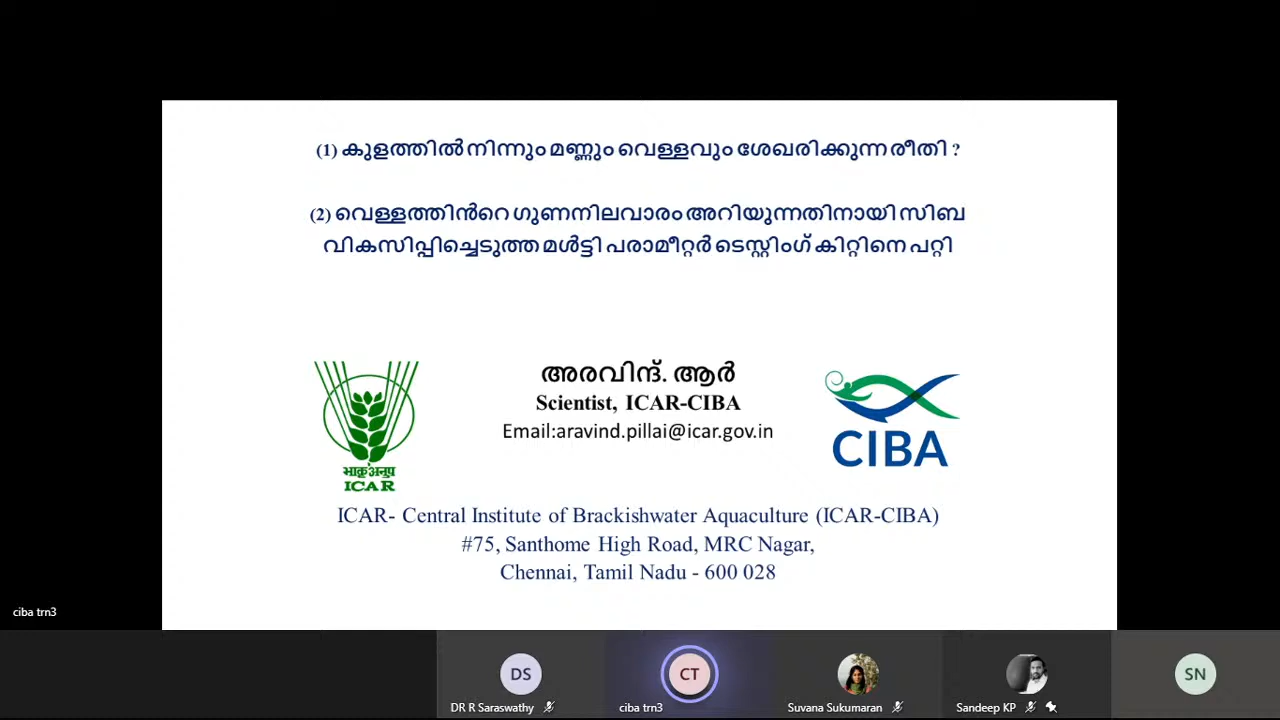 (1) കുളത്തിൽ നിന്നും മണ്ണും വെള്ളവും ശേഖരിക്കുന്ന രീതി ?
(2) വെള്ളത്തിൻറെ ഗുണനിലവാരം അറിയുന്നതിനായി സിബ
വികസിപ്പിച്ചെടുത്ത മൾട്ടി പരാമീറ്റർ ടെസ്റ്റിംഗ് കിറ്റിനെ പറ്റി
അരവിന്ദ്. ആർ
Scientist, ICAR-CIBA
Email:aravind.pillai@icar.gov.in
भाकृअनुप
ICAR
CIBA
ICAR- Central Institute of Brackishwater Aquaculture (ICAR-CIBA)
#75, Santhome High Road, MRC Nagar,
Chennai, Tamil Nadu - 600 028
ciba trn3
DS
CT
SN
DR R Saraswathy
ciba trn3
Suvana Sukumaran
Sandeep KP